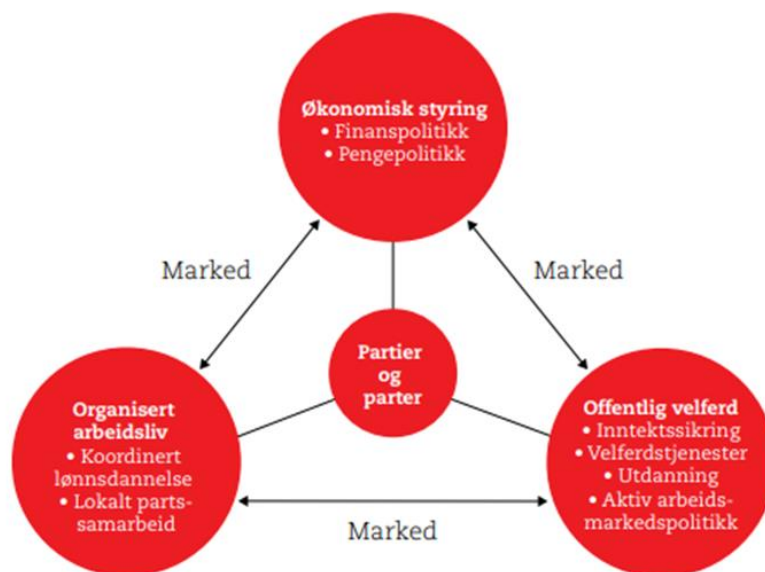 Økonomisk styring
• Finanspolitikk
• Pengepolitikk
Marked
Marked
Partier
og
parter
Organisert
arbeidsliv
• Koordinert
lønnsdannelse
• Lokalt parts-
samarbeid
Offentlig velferd
• Inntektssikring
• Velferdstjenester
• Utdanning
• Aktiv arbeids-
markedspolitikk
Marked